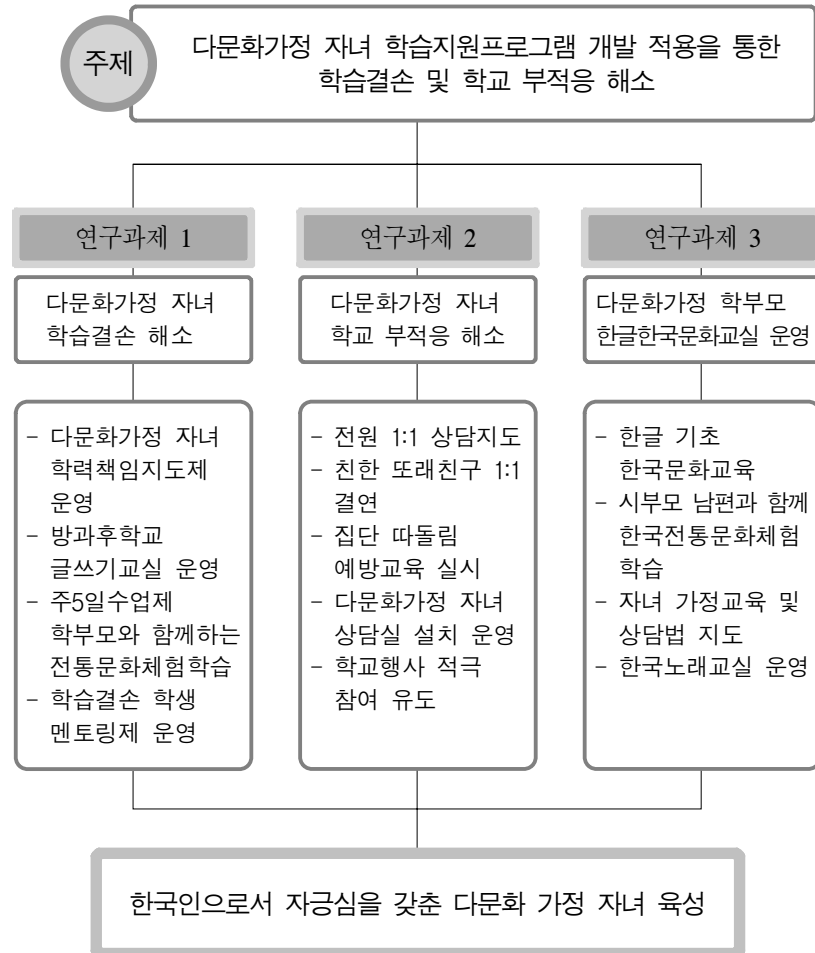 주제
다문화가정 자녀 학습지원프로그램 개발 적용을 통한
학습결손 및 학교 부적응 해소
연구과제 1
다문화가정 자녀
학습결손 해소
- 다문화가정 자녀
학력책임지도제
운영
- 방과후학교
글쓰기교실 운영
- 주5일수업제
학부모와 함께하는
전통문화체험학습
- 학습결손 학생
멘토링제 운영
연구과제 2
다문화가정 자녀
학교 부적응 해소
- 전원 1:1 상담지도
- 친한 또래친구 1:1
결연
- 집단 따돌림
예방교육 실시
- 다문화가정 자녀
상담실 설치 운영
- 학교행사 적극
참여 유도
연구과제 3
다문화가정 학부모
한글한국문화교실 운영
- 한글 기초
한국문화교육
- 시부모 남편과 함께
한국전통문화체험
학습
- 자녀 가정교육 및
상담법 지도
- 한국노래교실 운영
한국인으로서 자긍심을 갖춘 다문화 가정 자녀 육성